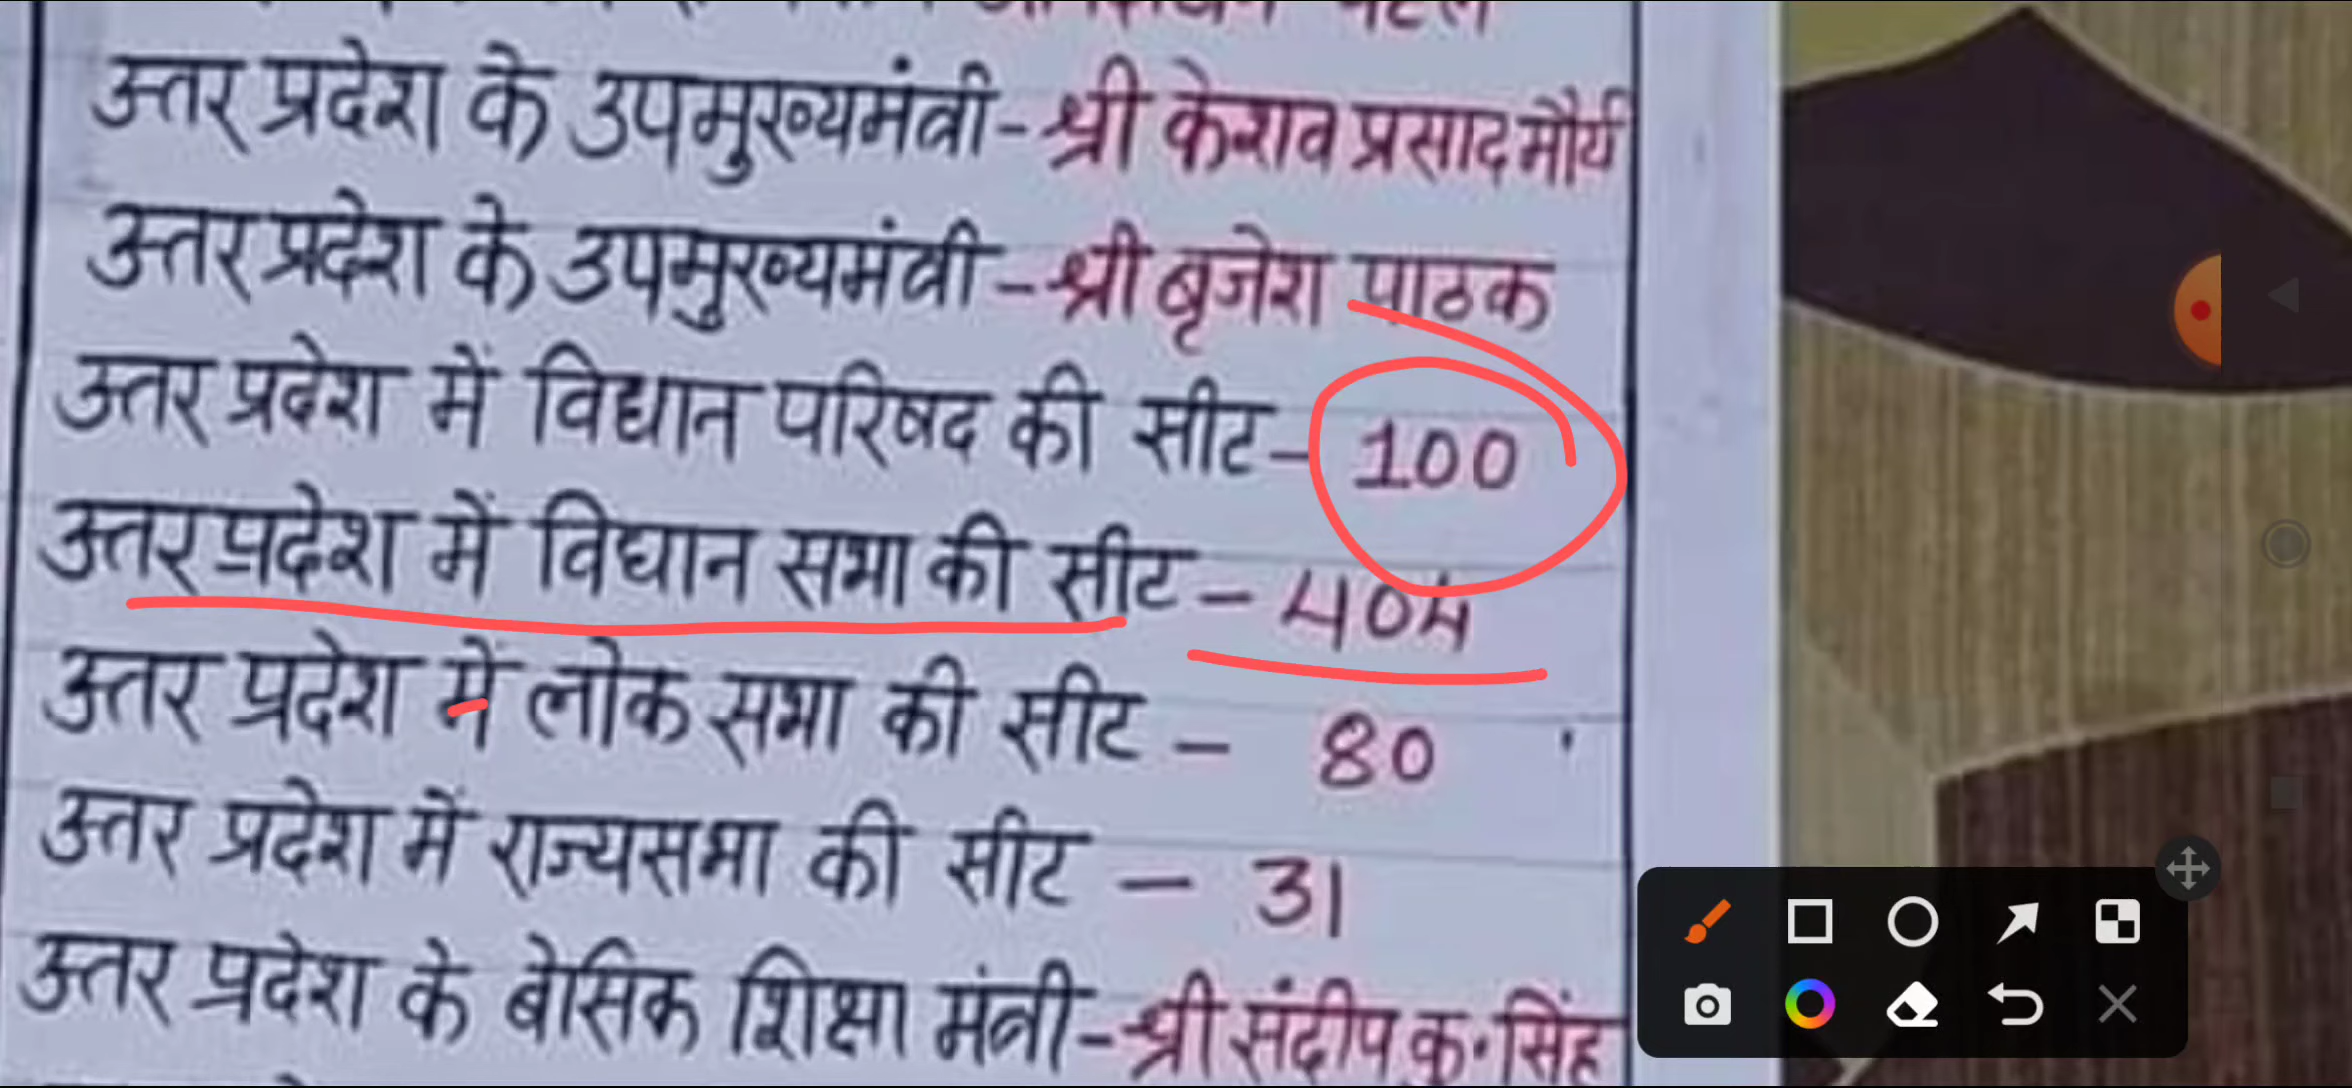 उत्तर प्रदेश के उपमुख्यमंत्री - श्री केशव प्रसाद मौर्य
उत्तर प्रदेश के उपमुख्यमंत्री - श्री बृजेश पाठक
उत्तर प्रदेश में विधान परिषद की सीट - 100
उत्तर प्रदेश में विधान सभा की सीट - 404
उत्तर प्रदेश में लोक सभा की सीट - 80
उत्तर प्रदेश में राज्यसभा की सीट - 31
उत्तर प्रदेश के बेसिक शिक्षा मंत्री - श्री संदीप कु. सिंह